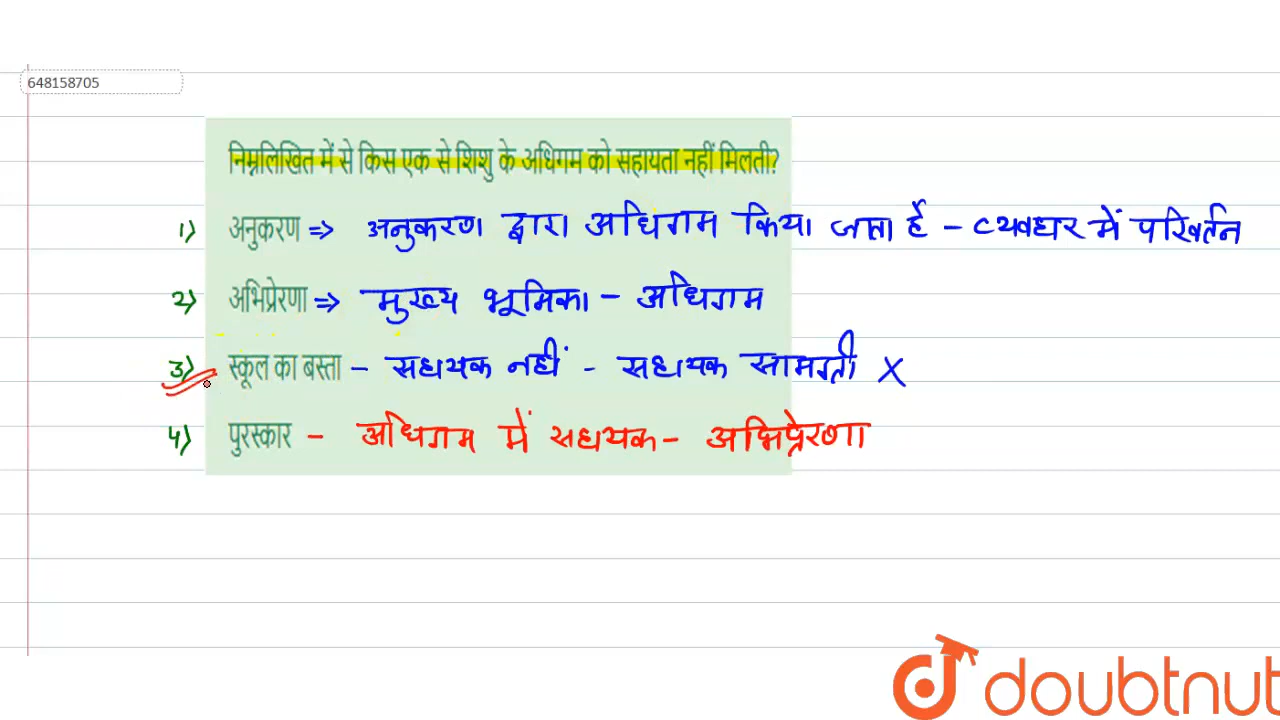 648158705
निम्नलिखित में से किस एक से शिशु के अधिगम को सहायता नहीं मिलती?
1) अनुकरण ⇒ अनुकरण द्वारा अधिगम किया जाता है - व्यवहार में परिवर्तन
2) अभिप्रेरणा ⇒ मुख्य भूमिका - अधिगम
3) स्कूल का बस्ता - सहायक नहीं - सहायक सामग्री X
4) पुरस्कार - अधिगम में सहायक - अभिप्रेरणा
doubtnut